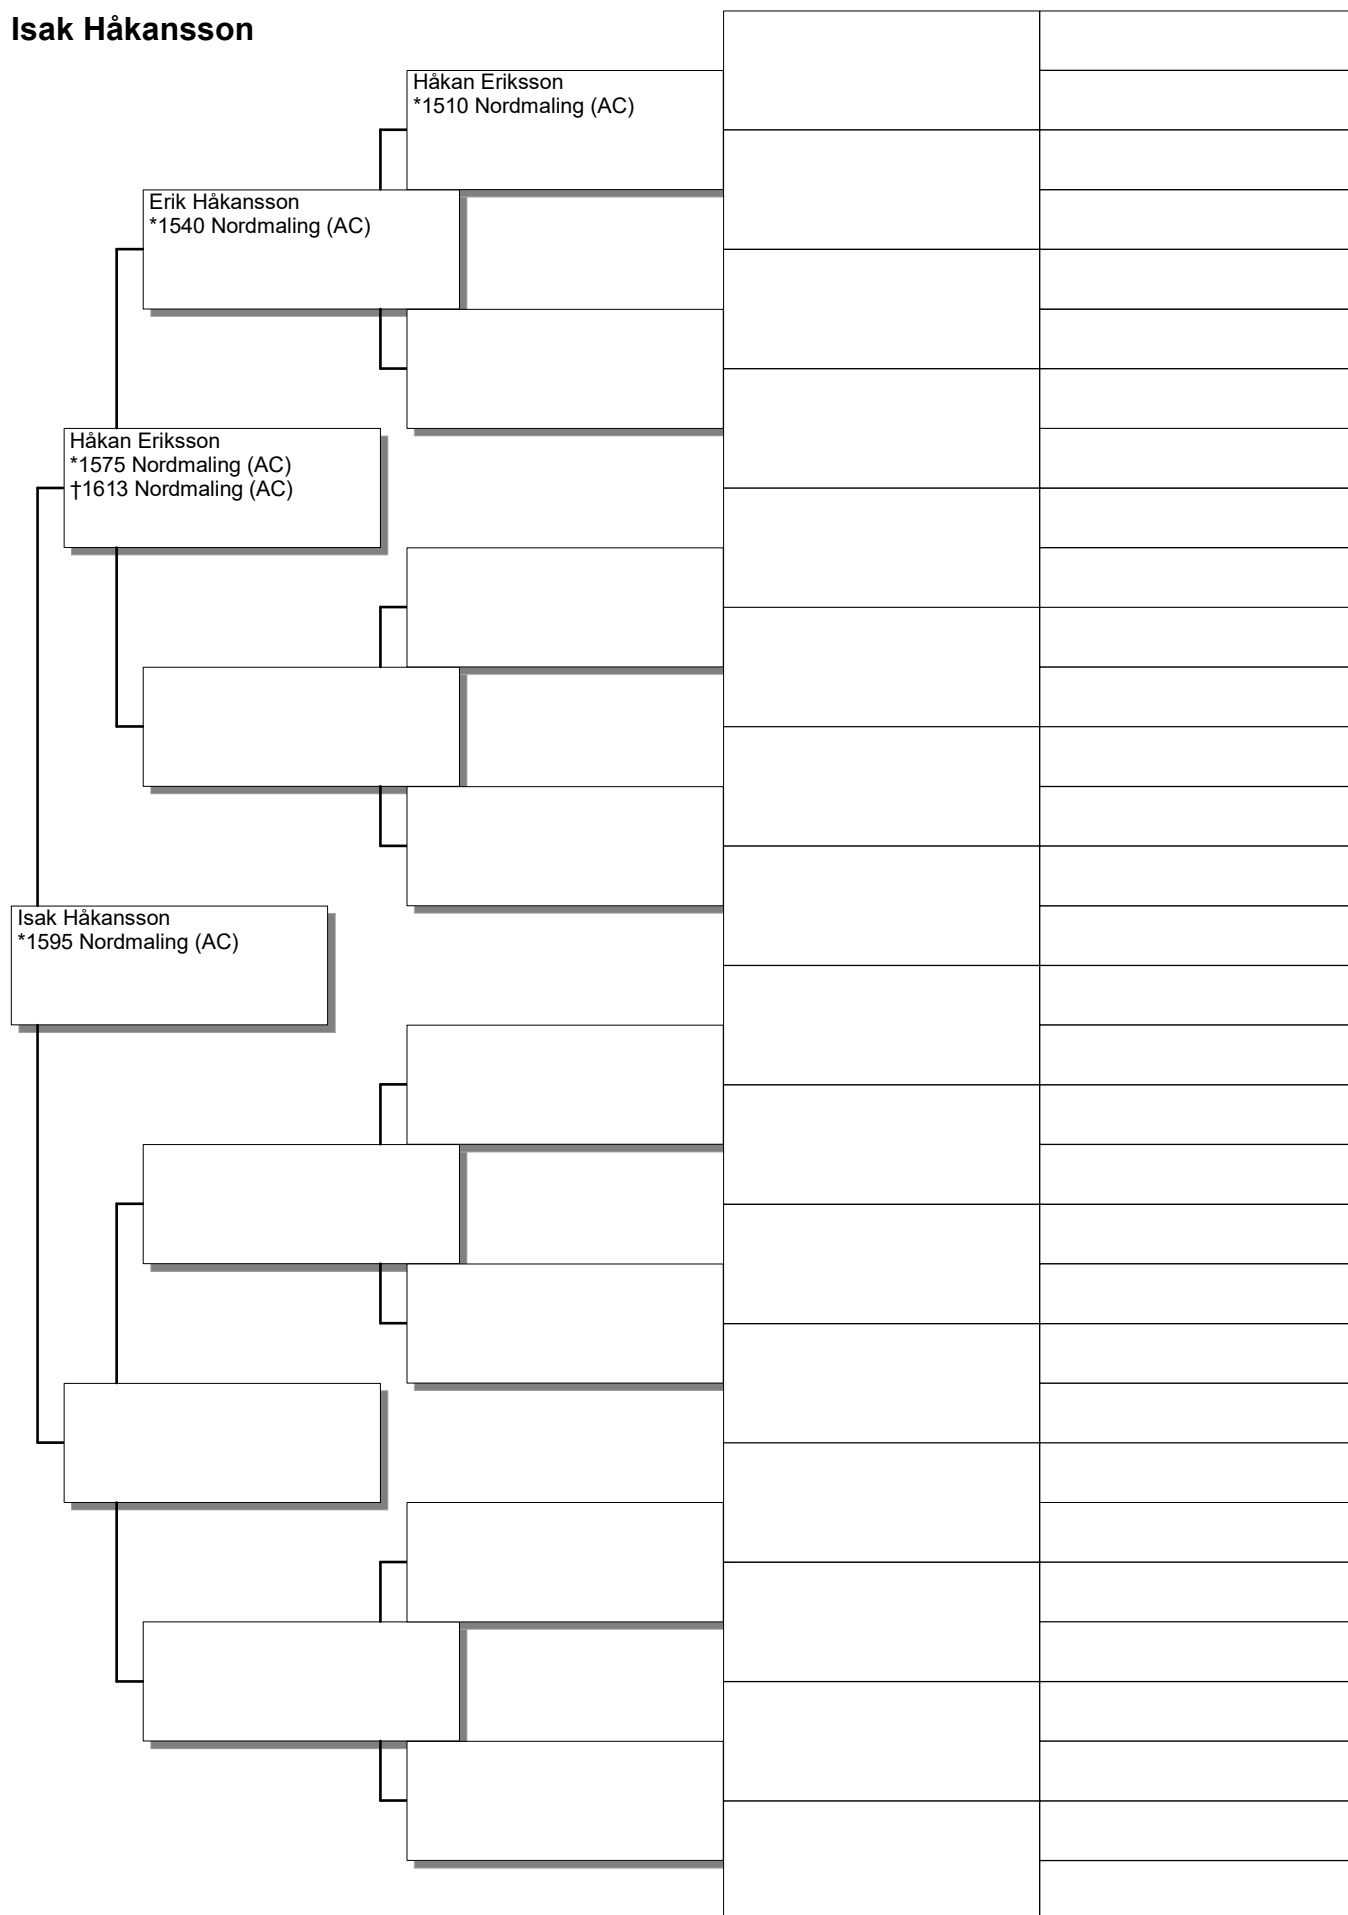 Isak Håkansson
Håkan Eriksson
*1510 Nordmaling (AC)
Erik Håkansson
*1540 Nordmaling (AC)
Håkan Eriksson
*1575 Nordmaling (AC)
†1613 Nordmaling (AC)
Isak Håkansson
*1595 Nordmaling (AC)